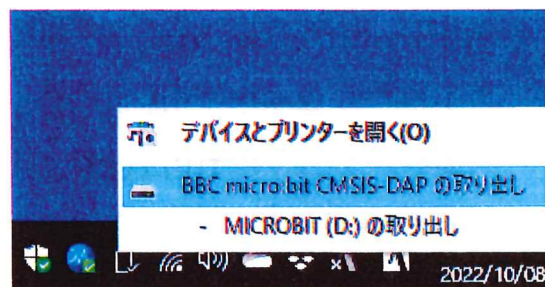 デバイスとプリンターを開く(O)
BBC micro:bit CMSIS-DAP の取り出し
- MICROBIT (D:) の取り出し
2022/10/08